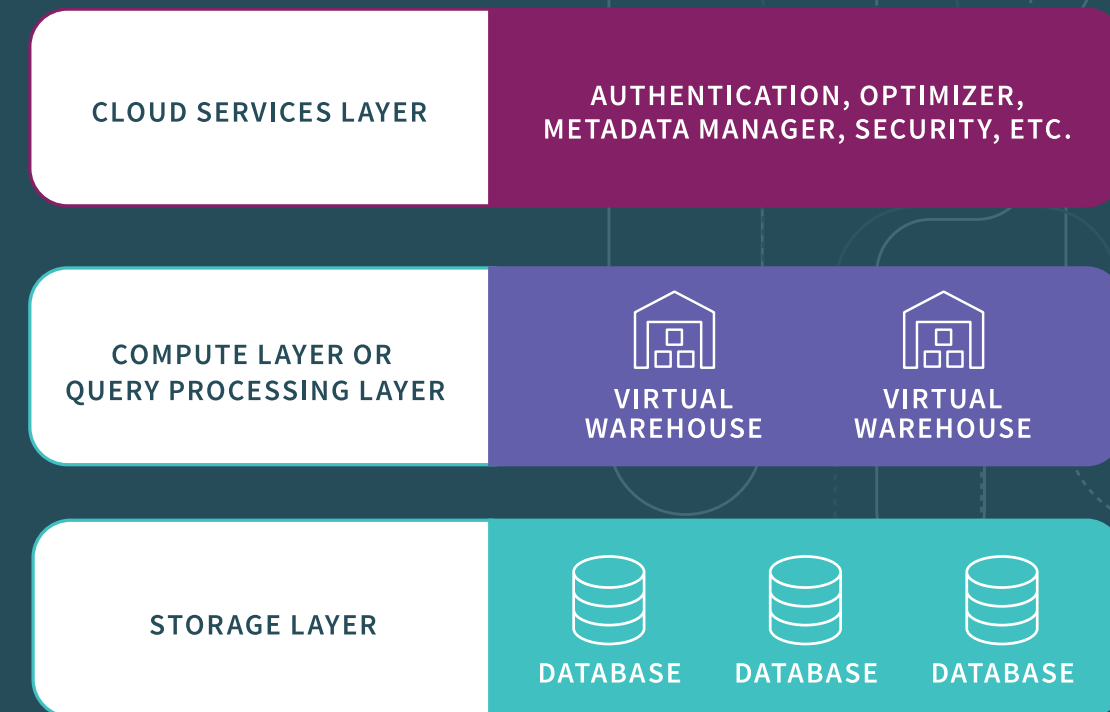 CLOUD SERVICES LAYER
AUTHENTICATION, OPTIMIZER,
METADATA MANAGER, SECURITY, ETC.
COMPUTE LAYER OR
QUERY PROCESSING LAYER
VIRTUAL
WAREHOUSE
VIRTUAL
WAREHOUSE
STORAGE LAYER
DATABASE
DATABASE
DATABASE